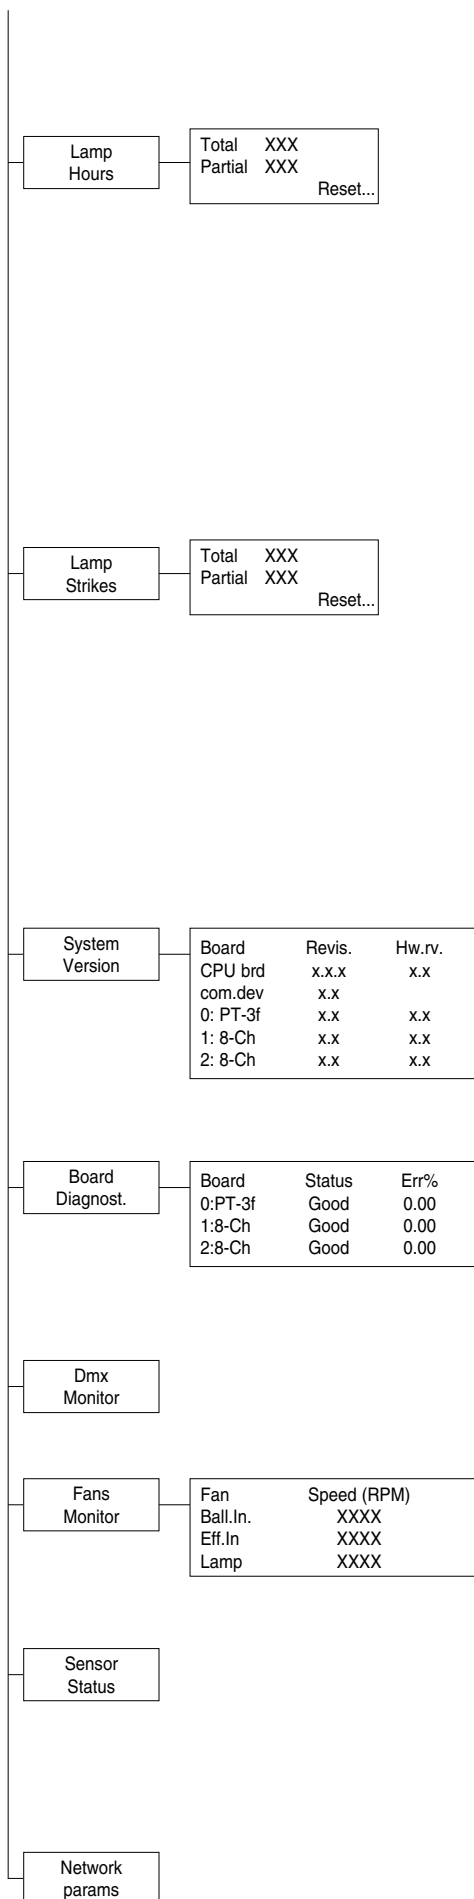 Lamp
Hours
Total XXX
Partial XXX
Reset...
Lamp
Strikes
Total XXX
Partial XXX
Reset...
System
Version
Board Revis. Hw.rv.
CPU brd x.x.x x.x
com.dev x.x
0: PT-3f x.x x.x
1: 8-Ch x.x x.x
2: 8-Ch x.x x.x
Board
Diagnost.
Board Status Err%
0:PT-3f Good 0.00
1:8-Ch Good 0.00
2:8-Ch Good 0.00
Dmx
Monitor
Fans
Monitor
Fan Speed (RPM)
Ball.In. XXXX
Eff.In XXXX
Lamp XXXX
Sensor
Status
Network
params